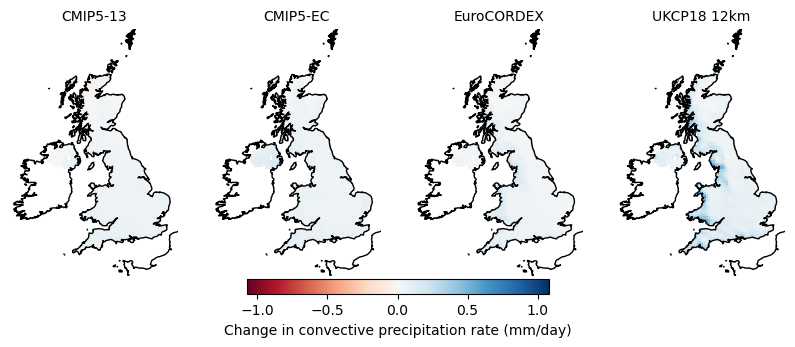 CMIP5-13 CMIP5-EC EuroCORDEX UKCP18 12km
−1.0 −0.5 0.0 0.5 1.0
Change in convective precipitation rate (mm/day)